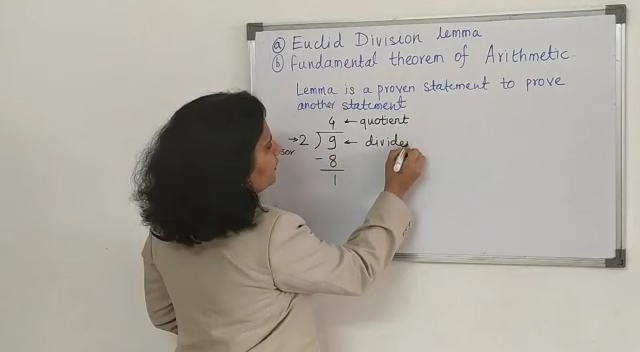 ⓐ Euclid Division lemma
ⓑ Fundamental theorem of Arithmetic
Lemma is a proven statement to prove
another statement
4 ← quotient
→ 2 ) 9 ← divide
sor
- 8
1